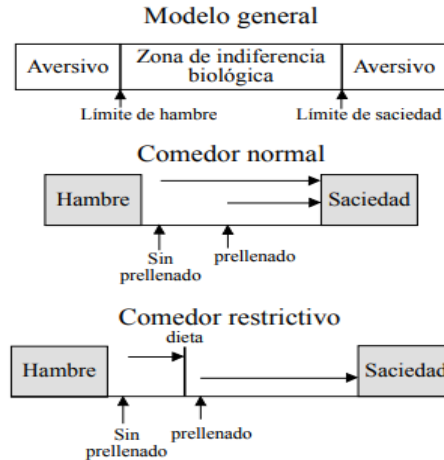 Modelo general
Aversivo
Zona de indiferencia
biológica
Aversivo
Límite de hambre
Límite de saciedad
Comedor normal
Hambre
Saciedad
Sin
prellenado
prellenado
Comedor restrictivo
dieta
Hambre
Saciedad
Sin
prellenado
prellenado